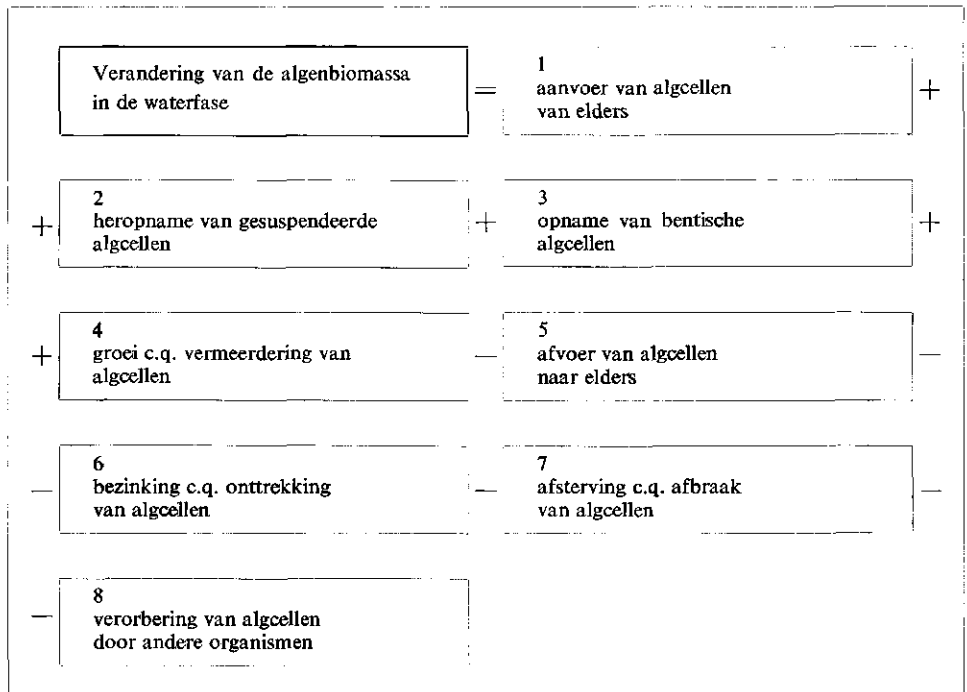 Verandering van de algenbiomassa
in de waterfase
=
1
aanvoer van algcellen
van elders
+
+
2
heropname van gesuspendeerde
algcellen
+
3
opname van bentische
algcellen
+
+
4
groei c.q. vermeerdering van
algcellen
−
5
afvoer van algcellen
naar elders
−
−
6
bezinking c.q. onttrekking
van algcellen
−
7
afsterving c.q. afbraak
van algcellen
−
−
8
verorbering van algcellen
door andere organismen